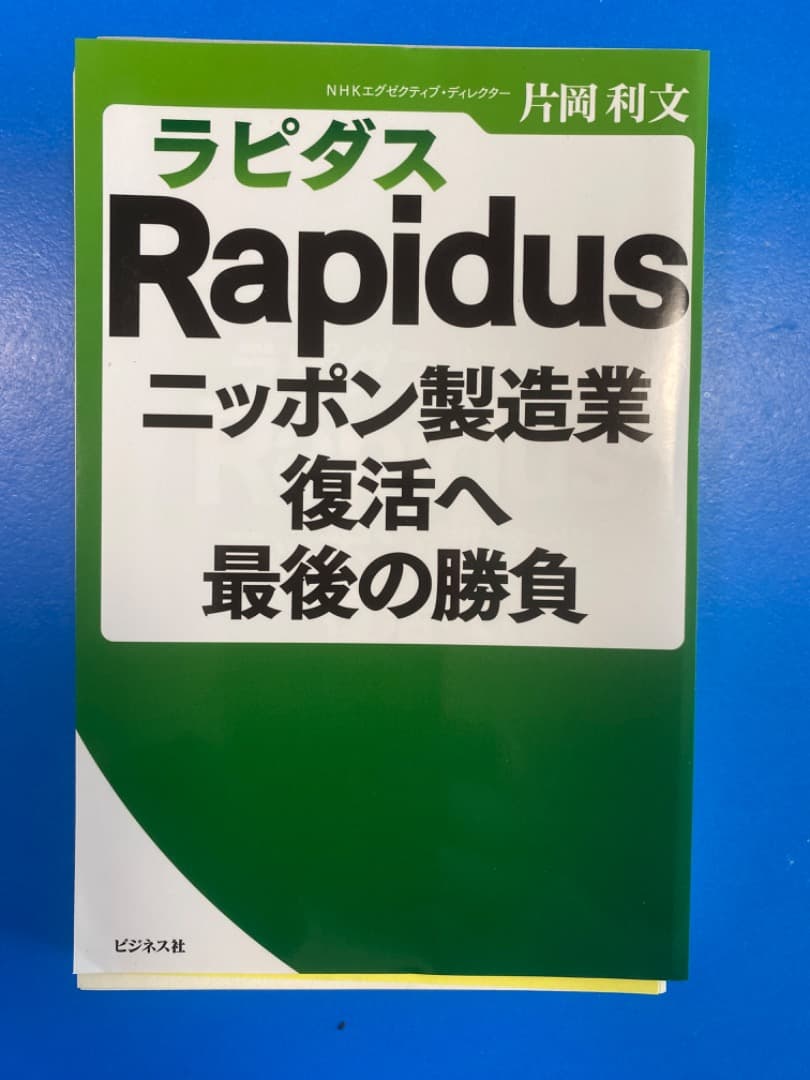 NHKエグゼクティブ・ディレクター 片岡利文
ラピダス
Rapidus
ニッポン製造業
復活へ
最後の勝負
ビジネス社